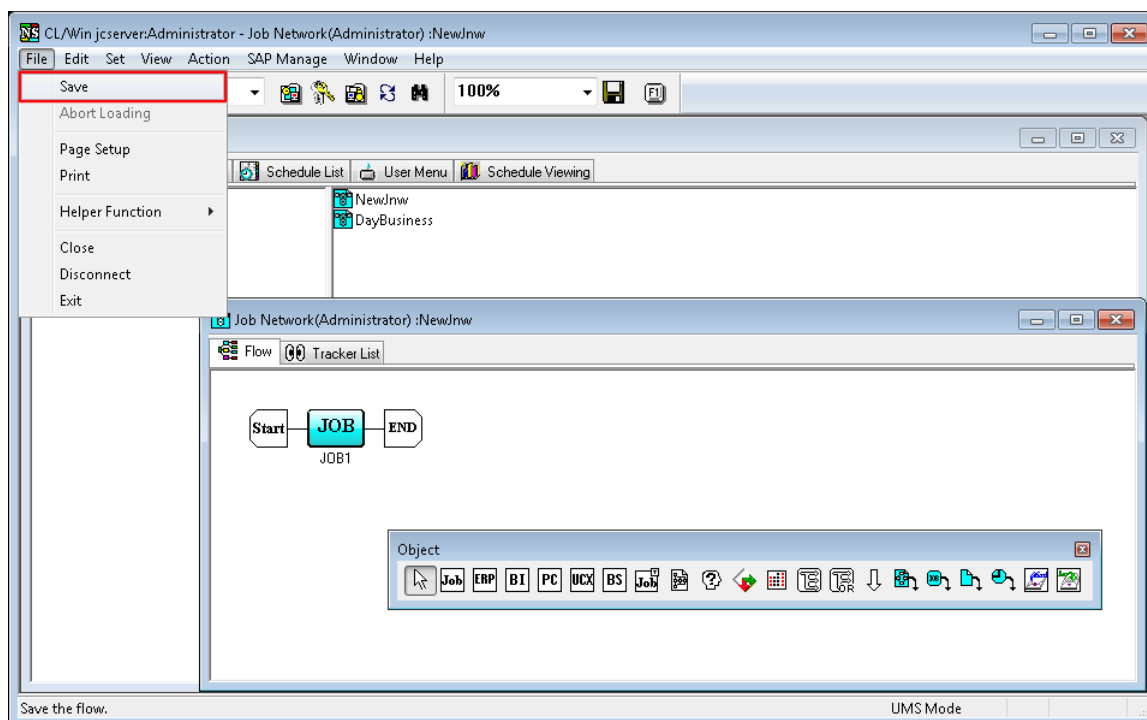 CL/Win jcserver:Administrator - Job Network(Administrator) :NewJnw
File Edit Set View Action SAP Manage Window Help
Save
Abort Loading
Page Setup
Print
Helper Function
Close
Disconnect
Exit
100%
F1
Schedule List User Menu Schedule Viewing
NewJnw
DayBusiness
Job Network(Administrator) :NewJnw
Flow Tracker List
Start JOB END
JOB1
Object
Job ERP BI PC UCX BS Job OR
Save the flow. UMS Mode